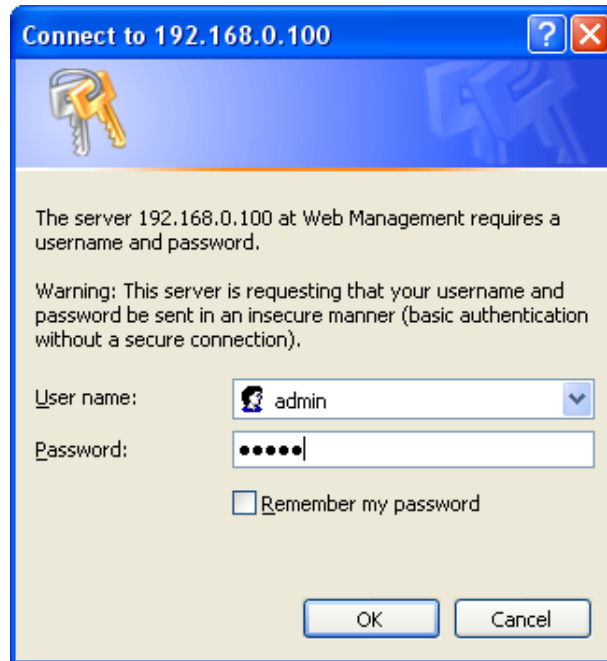 Connect to 192.168.0.100
The server 192.168.0.100 at Web Management requires a
username and password.
Warning: This server is requesting that your username and
password be sent in an insecure manner (basic authentication
without a secure connection).
User name: admin
Password: •••••
Remember my password
OK Cancel